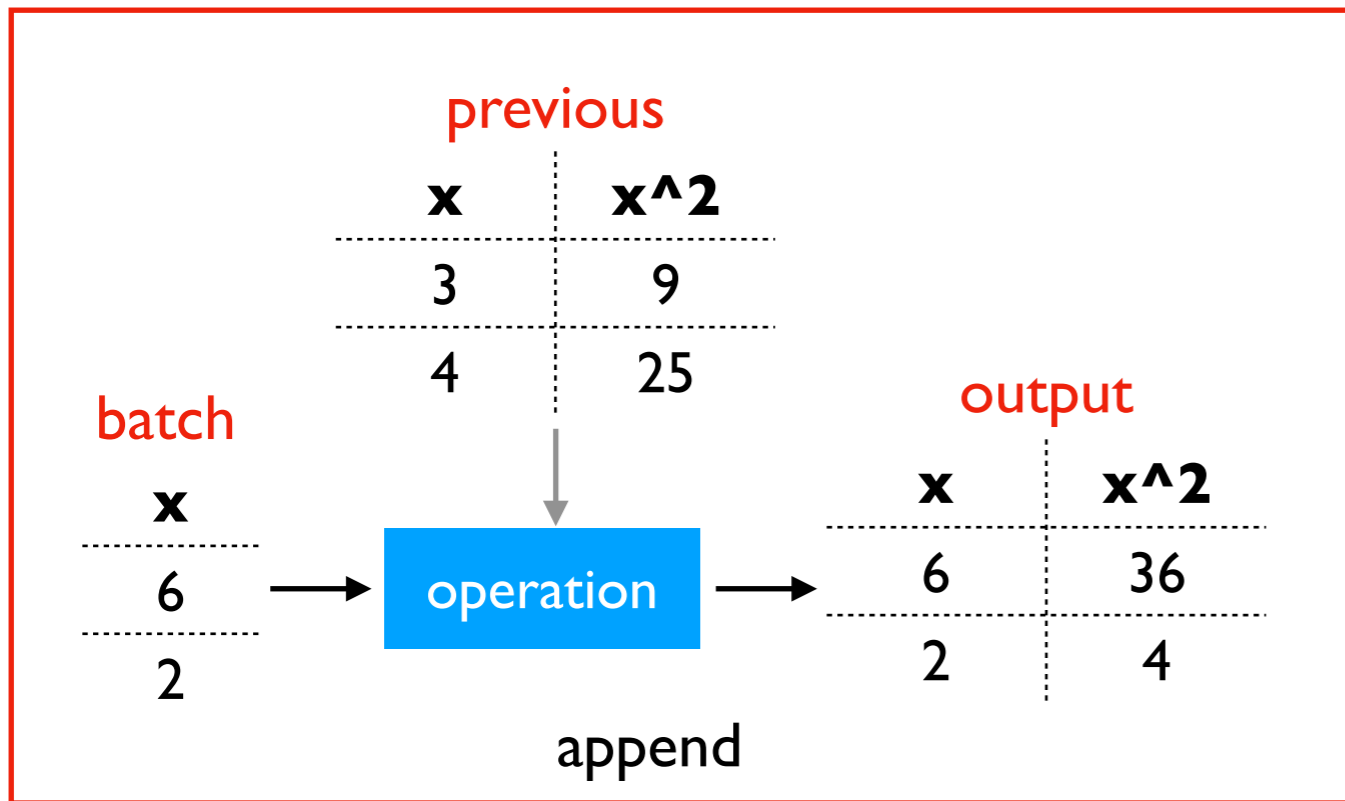 previous
x x^2
3 9
4 25
batch
x
6
2
operation
output
x x^2
6 36
2 4
append